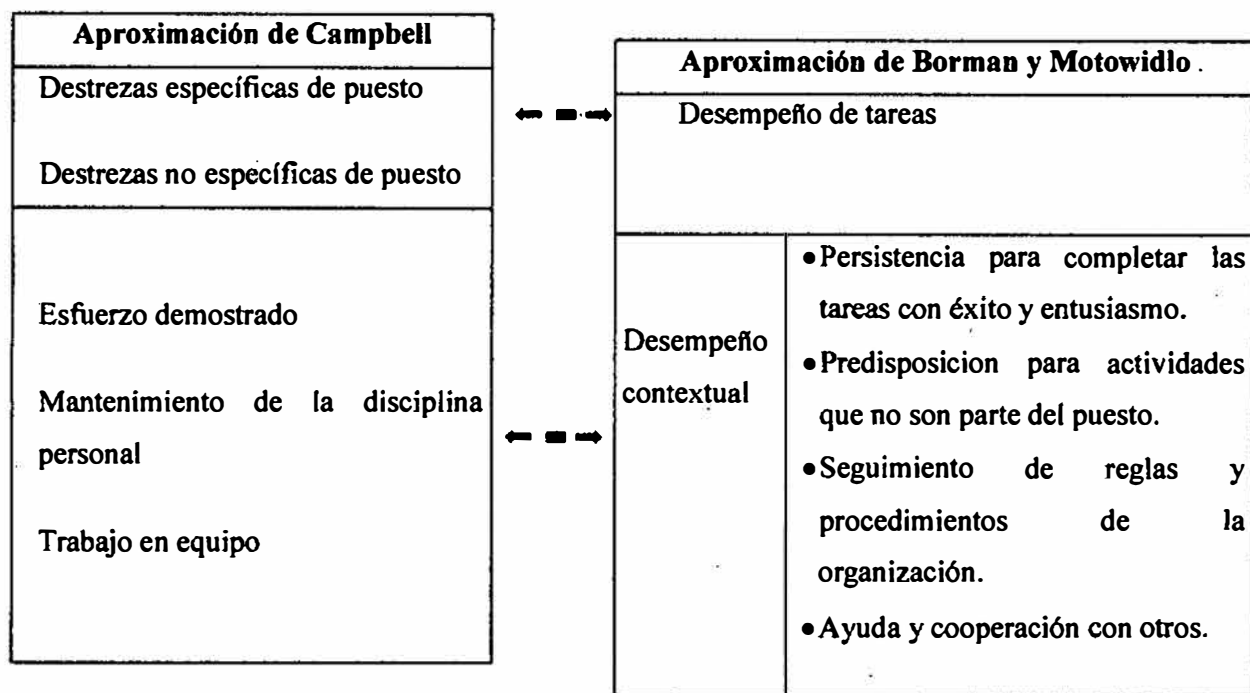 Aproximación de Campbell
Destrezas específicas de puesto
Destrezas no específicas de puesto
Esfuerzo demostrado
Mantenimiento de la disciplina
personal
Trabajo en equipo
Aproximación de Borman y Motowidlo .
Desempeño de tareas
Desempeño
contextual
•Persistencia para completar las
tareas con éxito y entusiasmo.
•Predisposicion para actividades
que no son parte del puesto.
•Seguimiento de reglas y
procedimientos de la
organización.
•Ayuda y cooperación con otros.